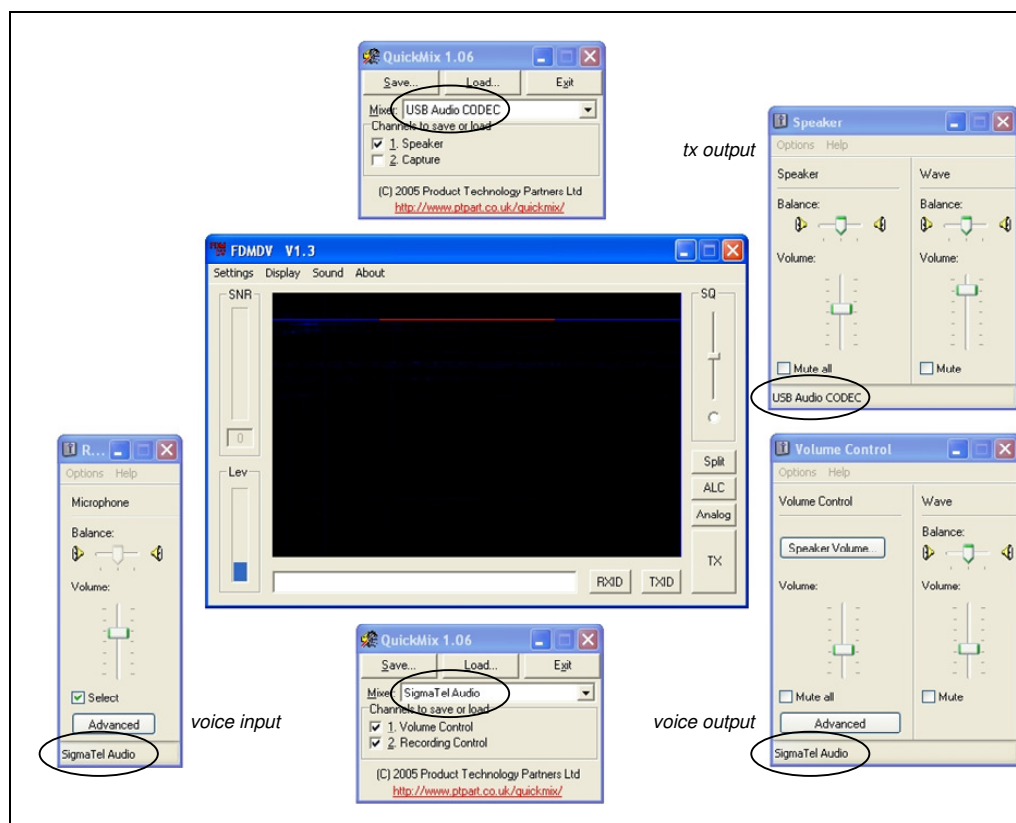 QuickMix 1.06
Save... Load... Exit
Mixer: USB Audio CODEC
Channels to save or load
1. Speaker
2. Capture
(C) 2005 Product Technology Partners Ltd
http://www.ptpart.co.uk/quickmix/
tx output
Speaker
Options Help
Speaker Wave
Balance: Balance:
Volume: Volume:
Mute all Mute
USB Audio CODEC
FDMDV V1.3
Settings Display Sound About
SNR
0
Lev
SQ
Split
ALC
Analog
TX
RXID TXID
R...
Options Help
Microphone
Balance:
Volume:
Select
Advanced
SigmaTel Audio
voice input
QuickMix 1.06
Save... Load... Exit
Mixer: SigmaTel Audio
Channels to save or load
1. Volume Control
2. Recording Control
(C) 2005 Product Technology Partners Ltd
http://www.ptpart.co.uk/quickmix/
voice output
Volume Control
Options Help
Volume Control Wave
Balance:
Speaker Volume...
Volume: Volume:
Mute all Mute
Advanced
SigmaTel Audio